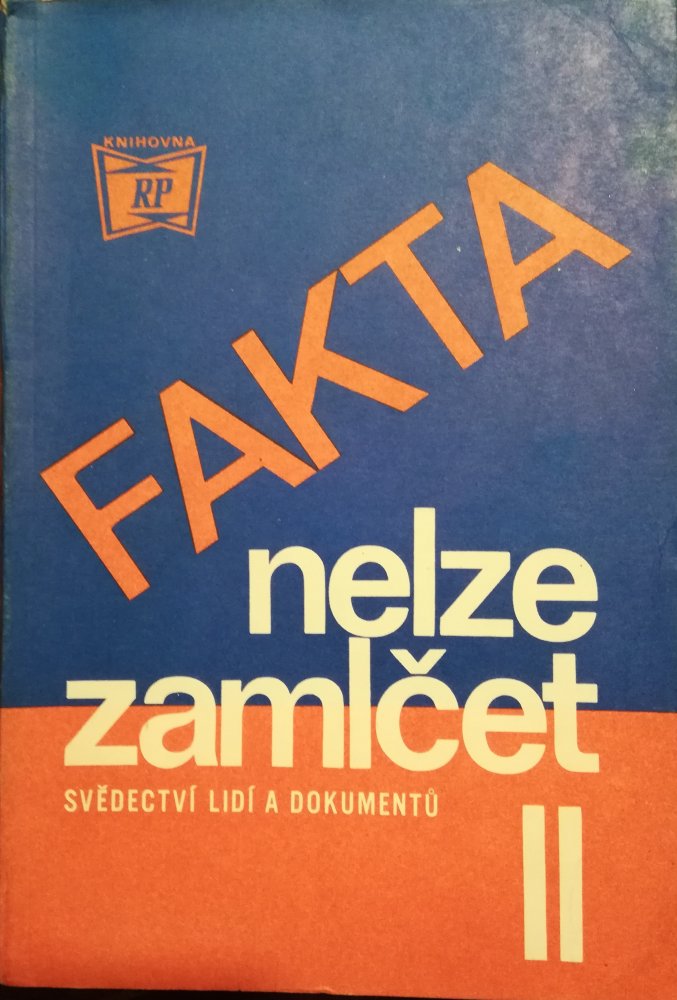 KNIHOVNA
RP
FAKTA
nelze
zamlčet
SVĚDECTVÍ LIDÍ A DOKUMENTŮ
II